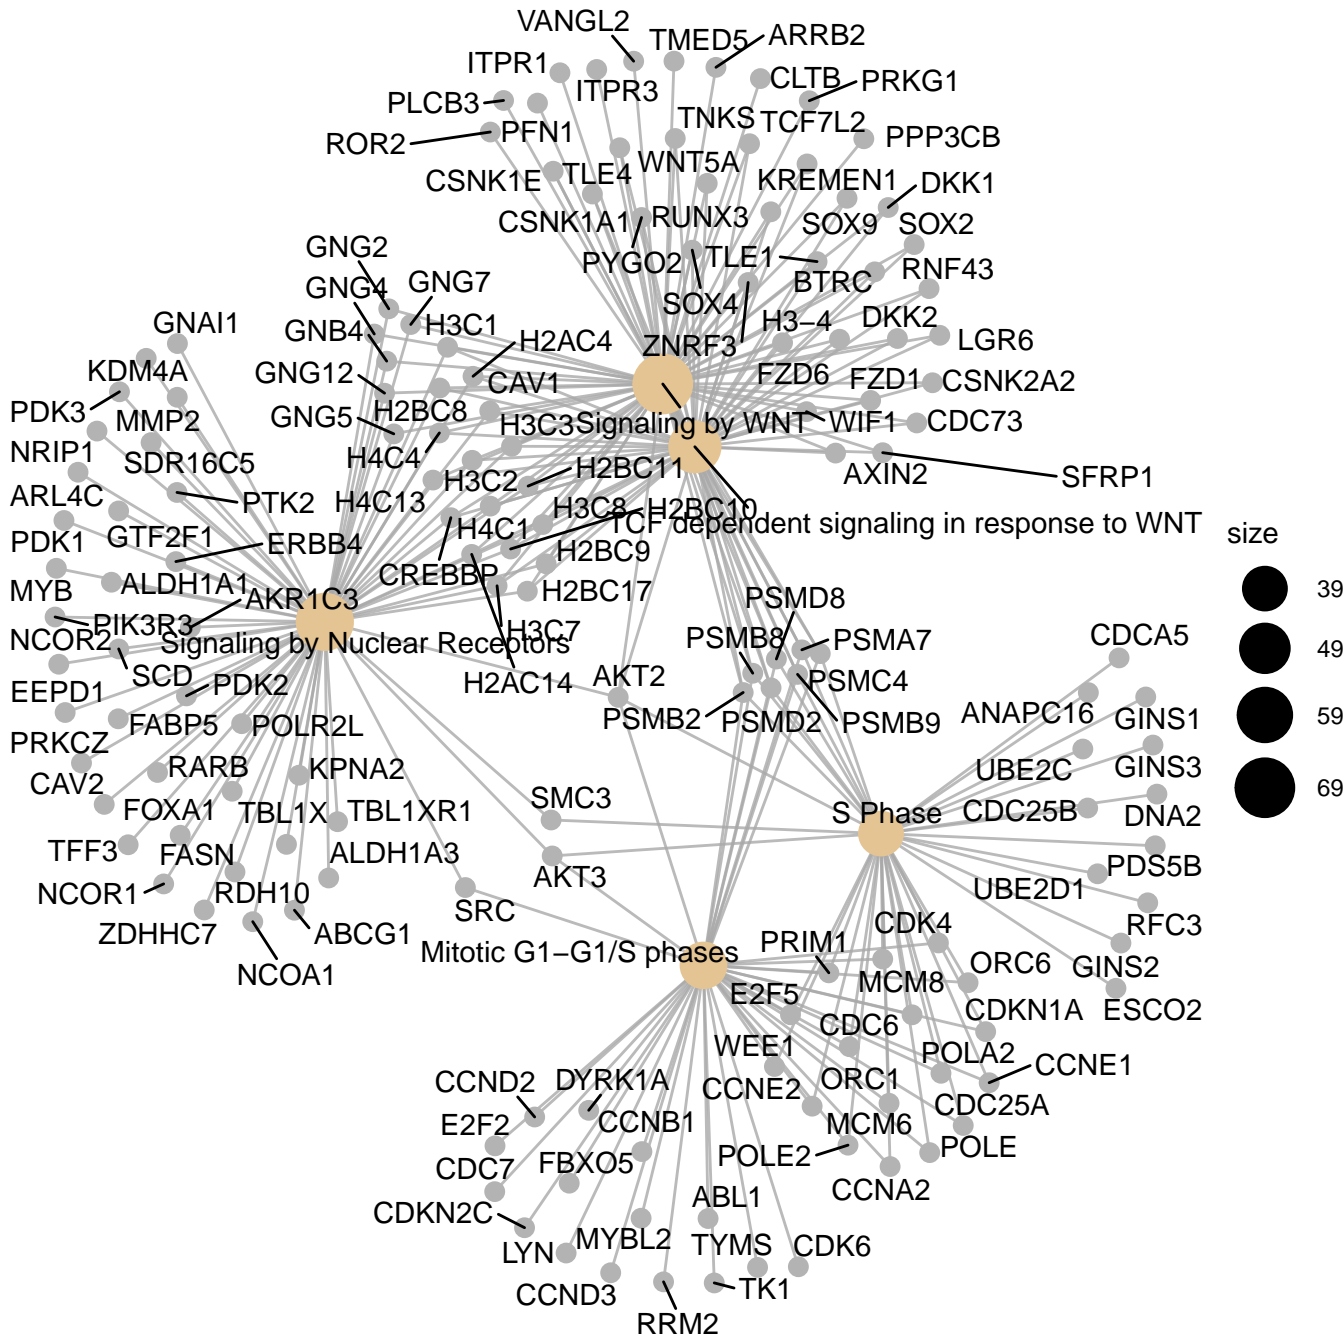 VANGL2
TMED5
ARRB2
ITPR1
ITPR3
CLTB
PRKG1
PLCB3
PFN1
TNKS
TCF7L2
PPP3CB
ROR2
CSNK1E
TLE4
WNT5A
KREMEN1
DKK1
CSNK1A1
RUNX3
SOX9
SOX2
GNG2
PYGO2
TLE1
BTRC
RNF43
GNG4
GNG7
SOX4
GNAI1
GNB4
H3C1
H2AC4
ZNRF3
H3−4
DKK2
LGR6
KDM4A
GNG12
CAV1
FZD6
FZD1
CSNK2A2
PDK3
MMP2
GNG5
H2BC8
H3C3
Signaling by WNT
WIF1
CDC73
NRIP1
SDR16C5
H4C4
H3C2
H2BC11
AXIN2
SFRP1
ARL4C
PTK2
H4C13
H3C8
H2BC10
TCF dependent signaling in response to WNT
PDK1
GTF2F1
ERBB4
H4C1
H2BC9
size
MYB
ALDH1A1
AKR1C3
CREBBP
H2BC17
PSMD8
39
NCOR2
PIK3R3
Signaling by Nuclear Receptors
H3C7
PSMB8
PSMA7
CDCA5
49
EEPD1
SCD
PDK2
H2AC14
AKT2
PSMC4
PRKCZ
FABP5
POLR2L
PSMB2
PSMD2
PSMB9
ANAPC16
GINS1
59
CAV2
RARB
KPNA2
UBE2C
GINS3
FOXA1
TBL1X
TBL1XR1
SMC3
S Phase
CDC25B
DNA2
69
TFF3
FASN
ALDH1A3
NCOR1
RDH10
AKT3
UBE2D1
PDS5B
ZDHHC7
ABCG1
SRC
CDK4
RFC3
NCOA1
Mitotic G1−G1/S phases
PRIM1
MCM8
ORC6
GINS2
E2F5
CDC6
CDKN1A
ESCO2
WEE1
POLA2
CCNE1
CCND2
DYRK1A
CCNE2
ORC1
CDC25A
E2F2
CCNB1
MCM6
POLE
CDC7
FBXO5
POLE2
CCNA2
CDKN2C
ABL1
LYN
MYBL2
TYMS
CDK6
CCND3
TK1
RRM2